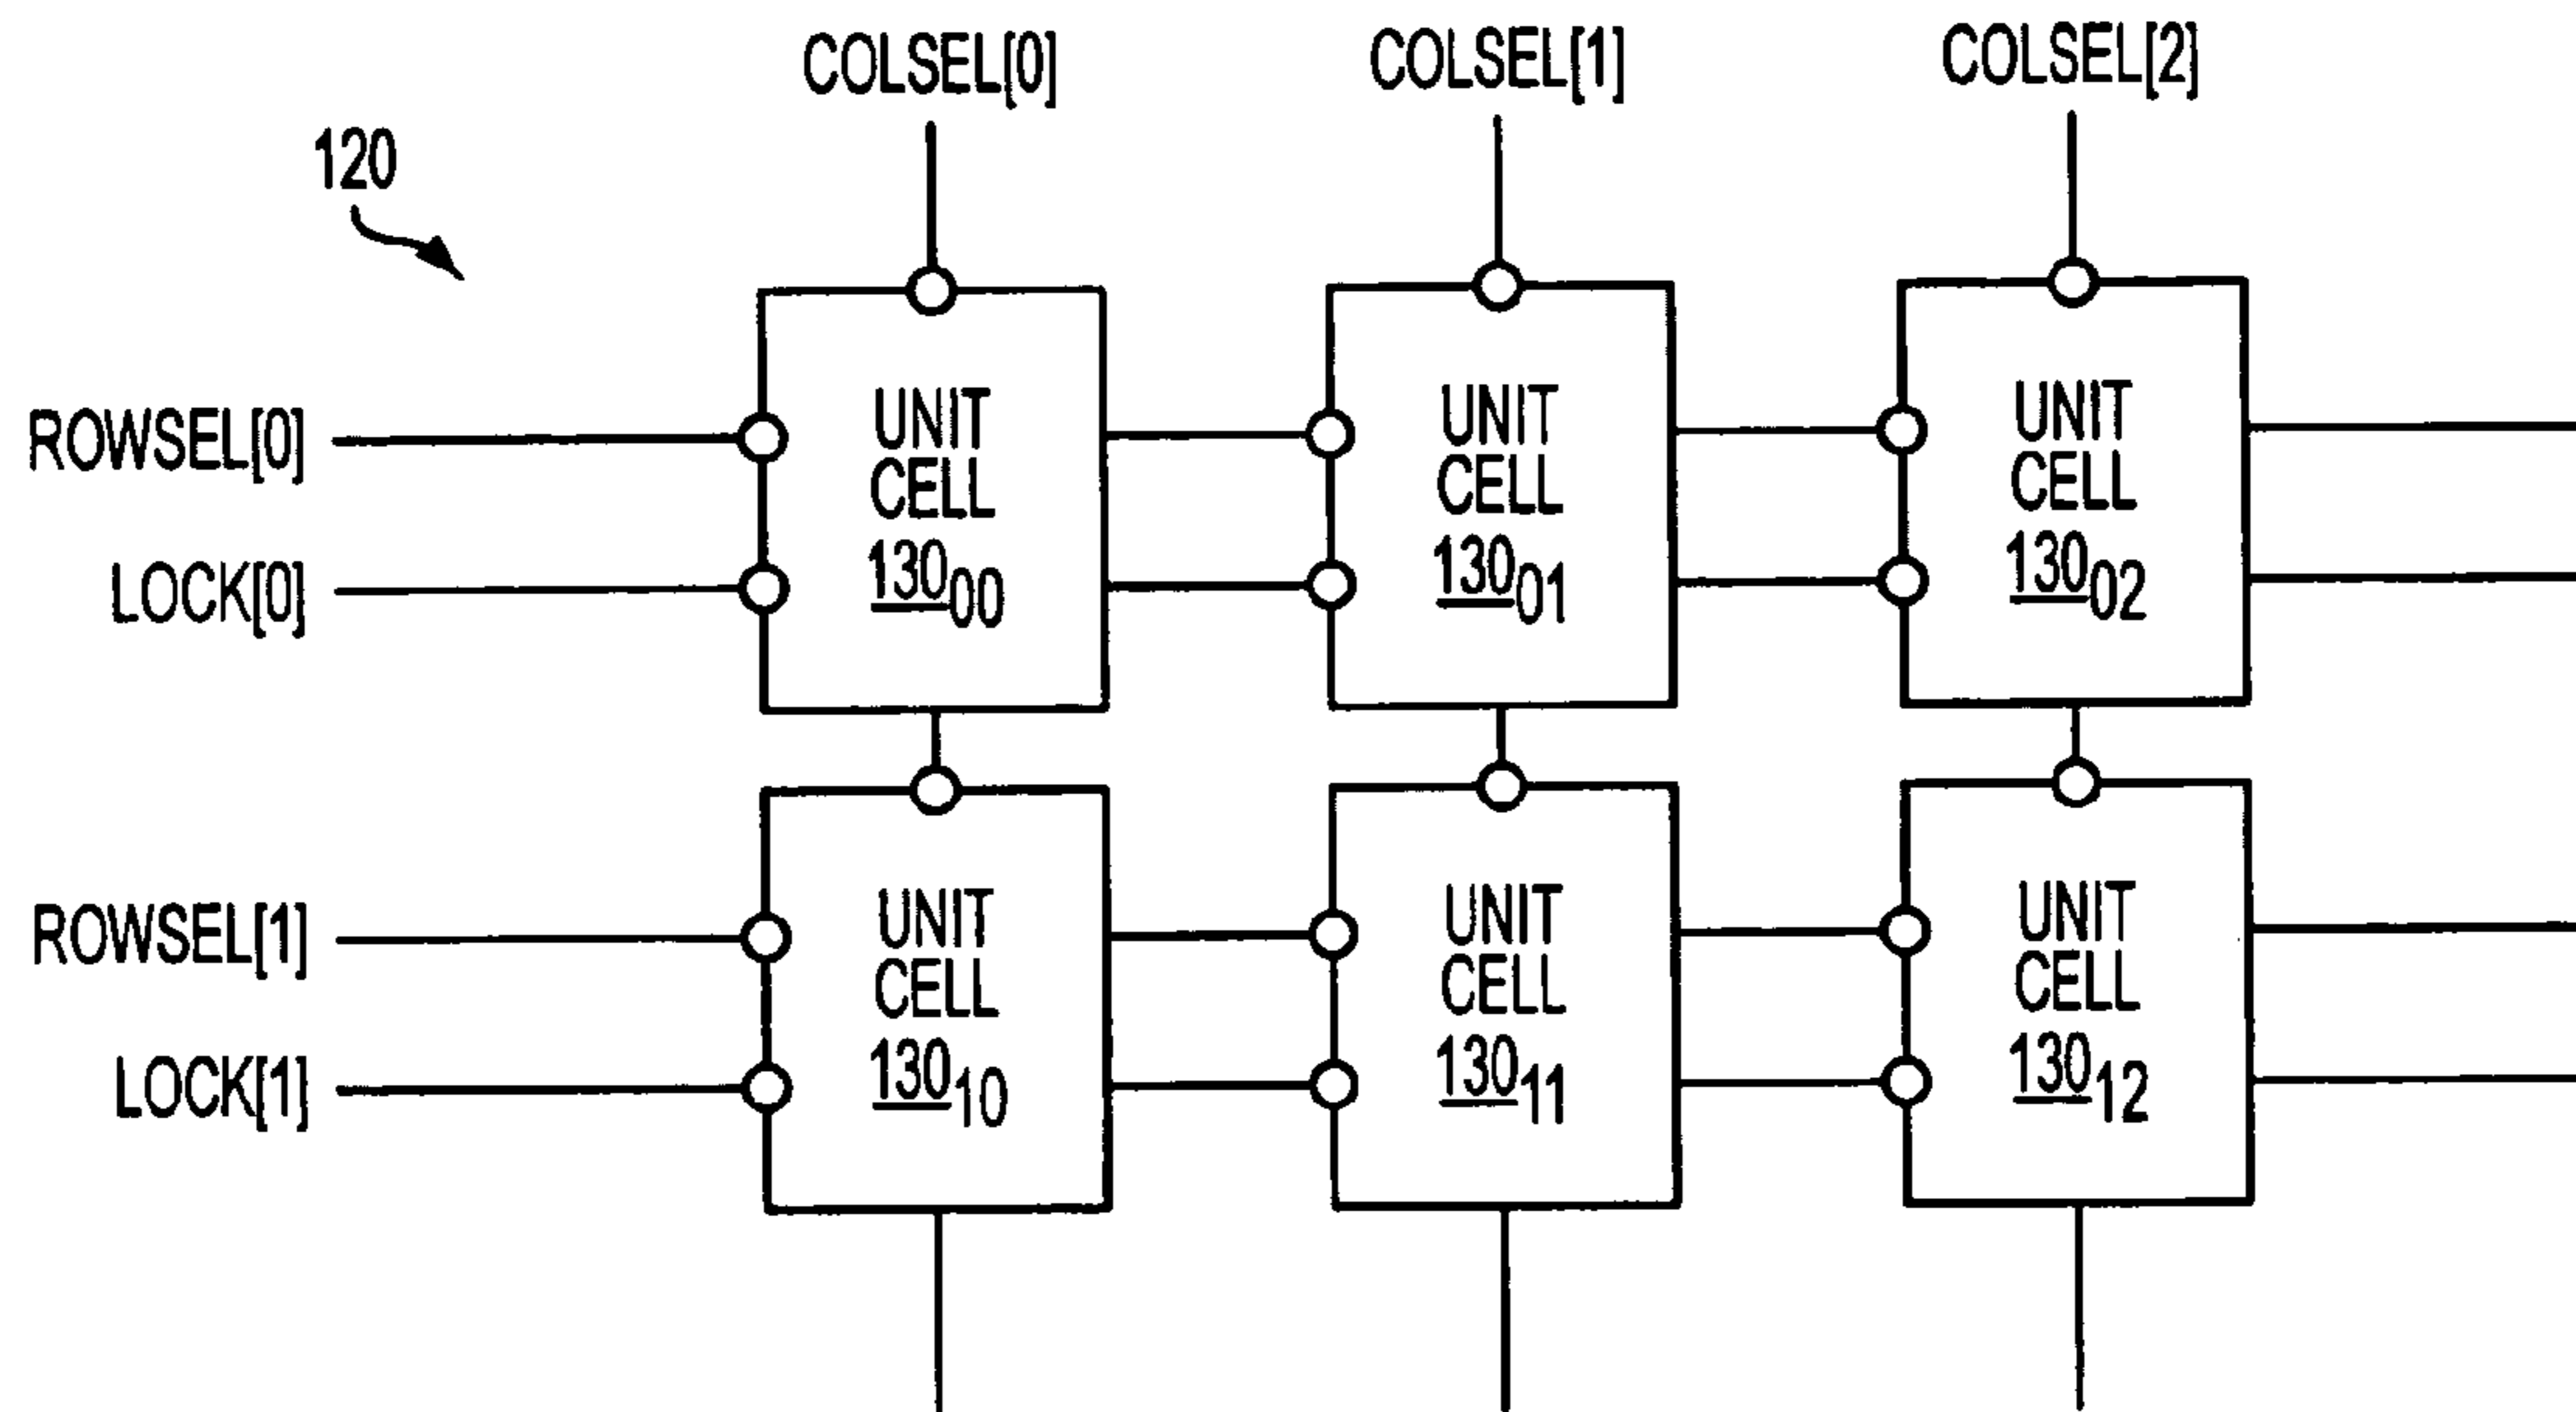 COLSEL[0]
COLSEL[1]
COLSEL[2]
120
ROWSEL[0]
LOCK[0]
UNIT
CELL
13000
UNIT
CELL
13001
UNIT
CELL
13002
ROWSEL[1]
LOCK[1]
UNIT
CELL
13010
UNIT
CELL
13011
UNIT
CELL
13012